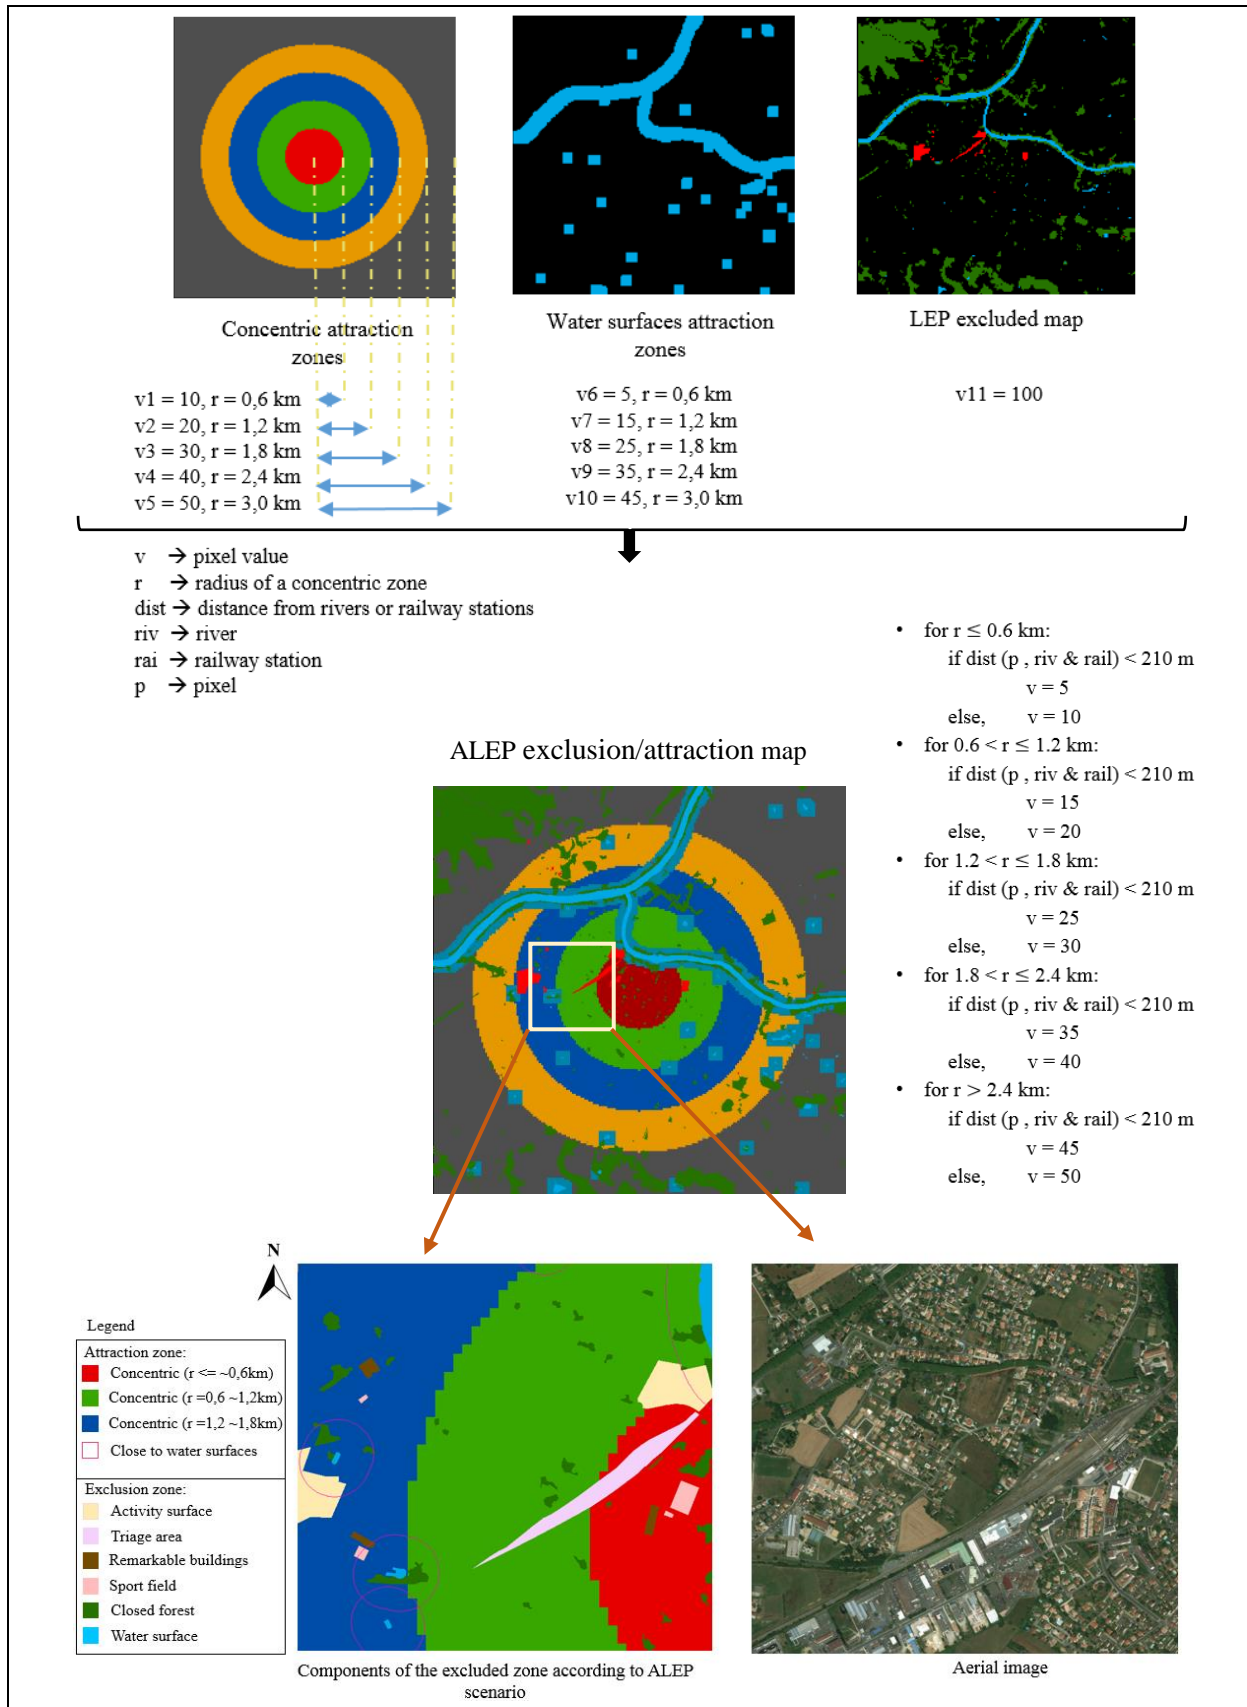 Concentric attraction
zones
v1 = 10, r = 0,6 km
v2 = 20, r = 1,2 km
v3 = 30, r = 1,8 km
v4 = 40, r = 2,4 km
v5 = 50, r = 3,0 km
Water surfaces attraction
zones
v6 = 5, r = 0,6 km
v7 = 15, r = 1,2 km
v8 = 25, r = 1,8 km
v9 = 35, r = 2,4 km
v10 = 45, r = 3,0 km
LEP excluded map
v11 = 100
v → pixel value
r → radius of a concentric zone
dist → distance from rivers or railway stations
riv → river
rai → railway station
p → pixel
• for r ≤ 0.6 km:
if dist (p , riv & rail) < 210 m
v = 5
else, v = 10
• for 0.6 < r ≤ 1.2 km:
if dist (p , riv & rail) < 210 m
v = 15
else, v = 20
• for 1.2 < r ≤ 1.8 km:
if dist (p , riv & rail) < 210 m
v = 25
else, v = 30
• for 1.8 < r ≤ 2.4 km:
if dist (p , riv & rail) < 210 m
v = 35
else, v = 40
• for r > 2.4 km:
if dist (p , riv & rail) < 210 m
v = 45
else, v = 50
ALEP exclusion/attraction map
N
Legend
Attraction zone:
Concentric (r <= ~0,6km)
Concentric (r =0,6 ~1,2km)
Concentric (r =1,2 ~1,8km)
Close to water surfaces
Exclusion zone:
Activity surface
Triage area
Remarkable buildings
Sport field
Closed forest
Water surface
Components of the excluded zone according to ALEP
scenario
Aerial image